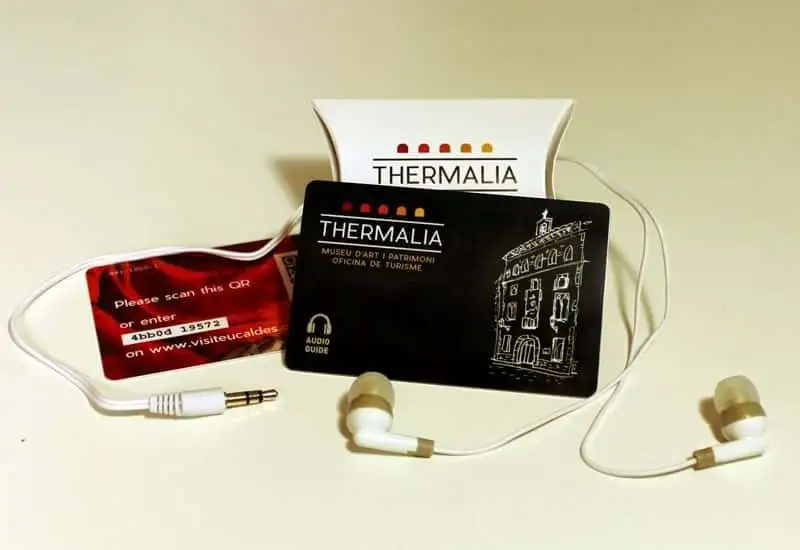 THERMALIA
THERMALIA
MUSEU D'ART I PATRIMONI
OFICINA DE TURISME
AUDIO
GUIDE
Please scan this QR
or enter
4bb0d 19572
on www.visiteucaldes.